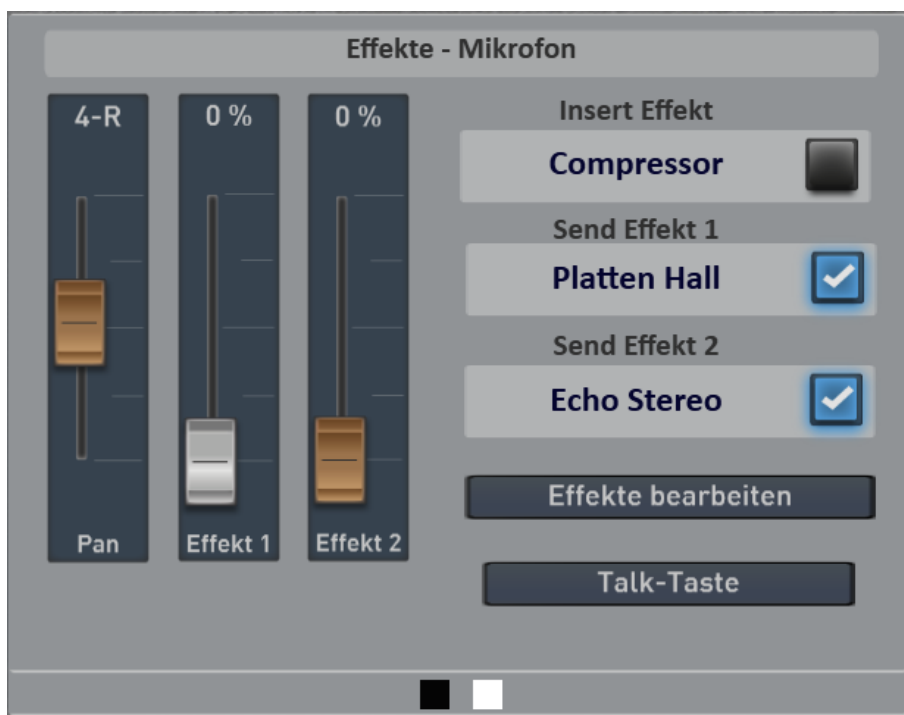 Effekte - Mikrofon
4-R
0 %
0 %
Pan
Effekt 1
Effekt 2
Insert Effekt
Compressor
Send Effekt 1
Platten Hall
Send Effekt 2
Echo Stereo
Effekte bearbeiten
Talk-Taste